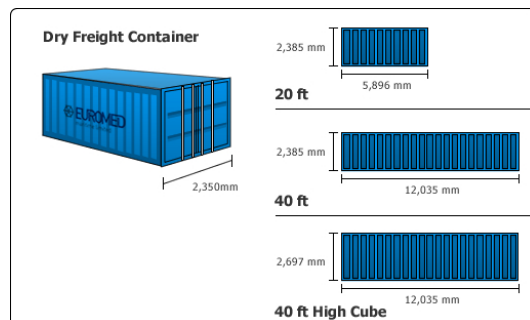 Dry Freight Container
EUROMED
2,350mm
2,385 mm
5,896 mm
20 ft
2,385 mm
12,035 mm
40 ft
2,697 mm
12,035 mm
40 ft High Cube